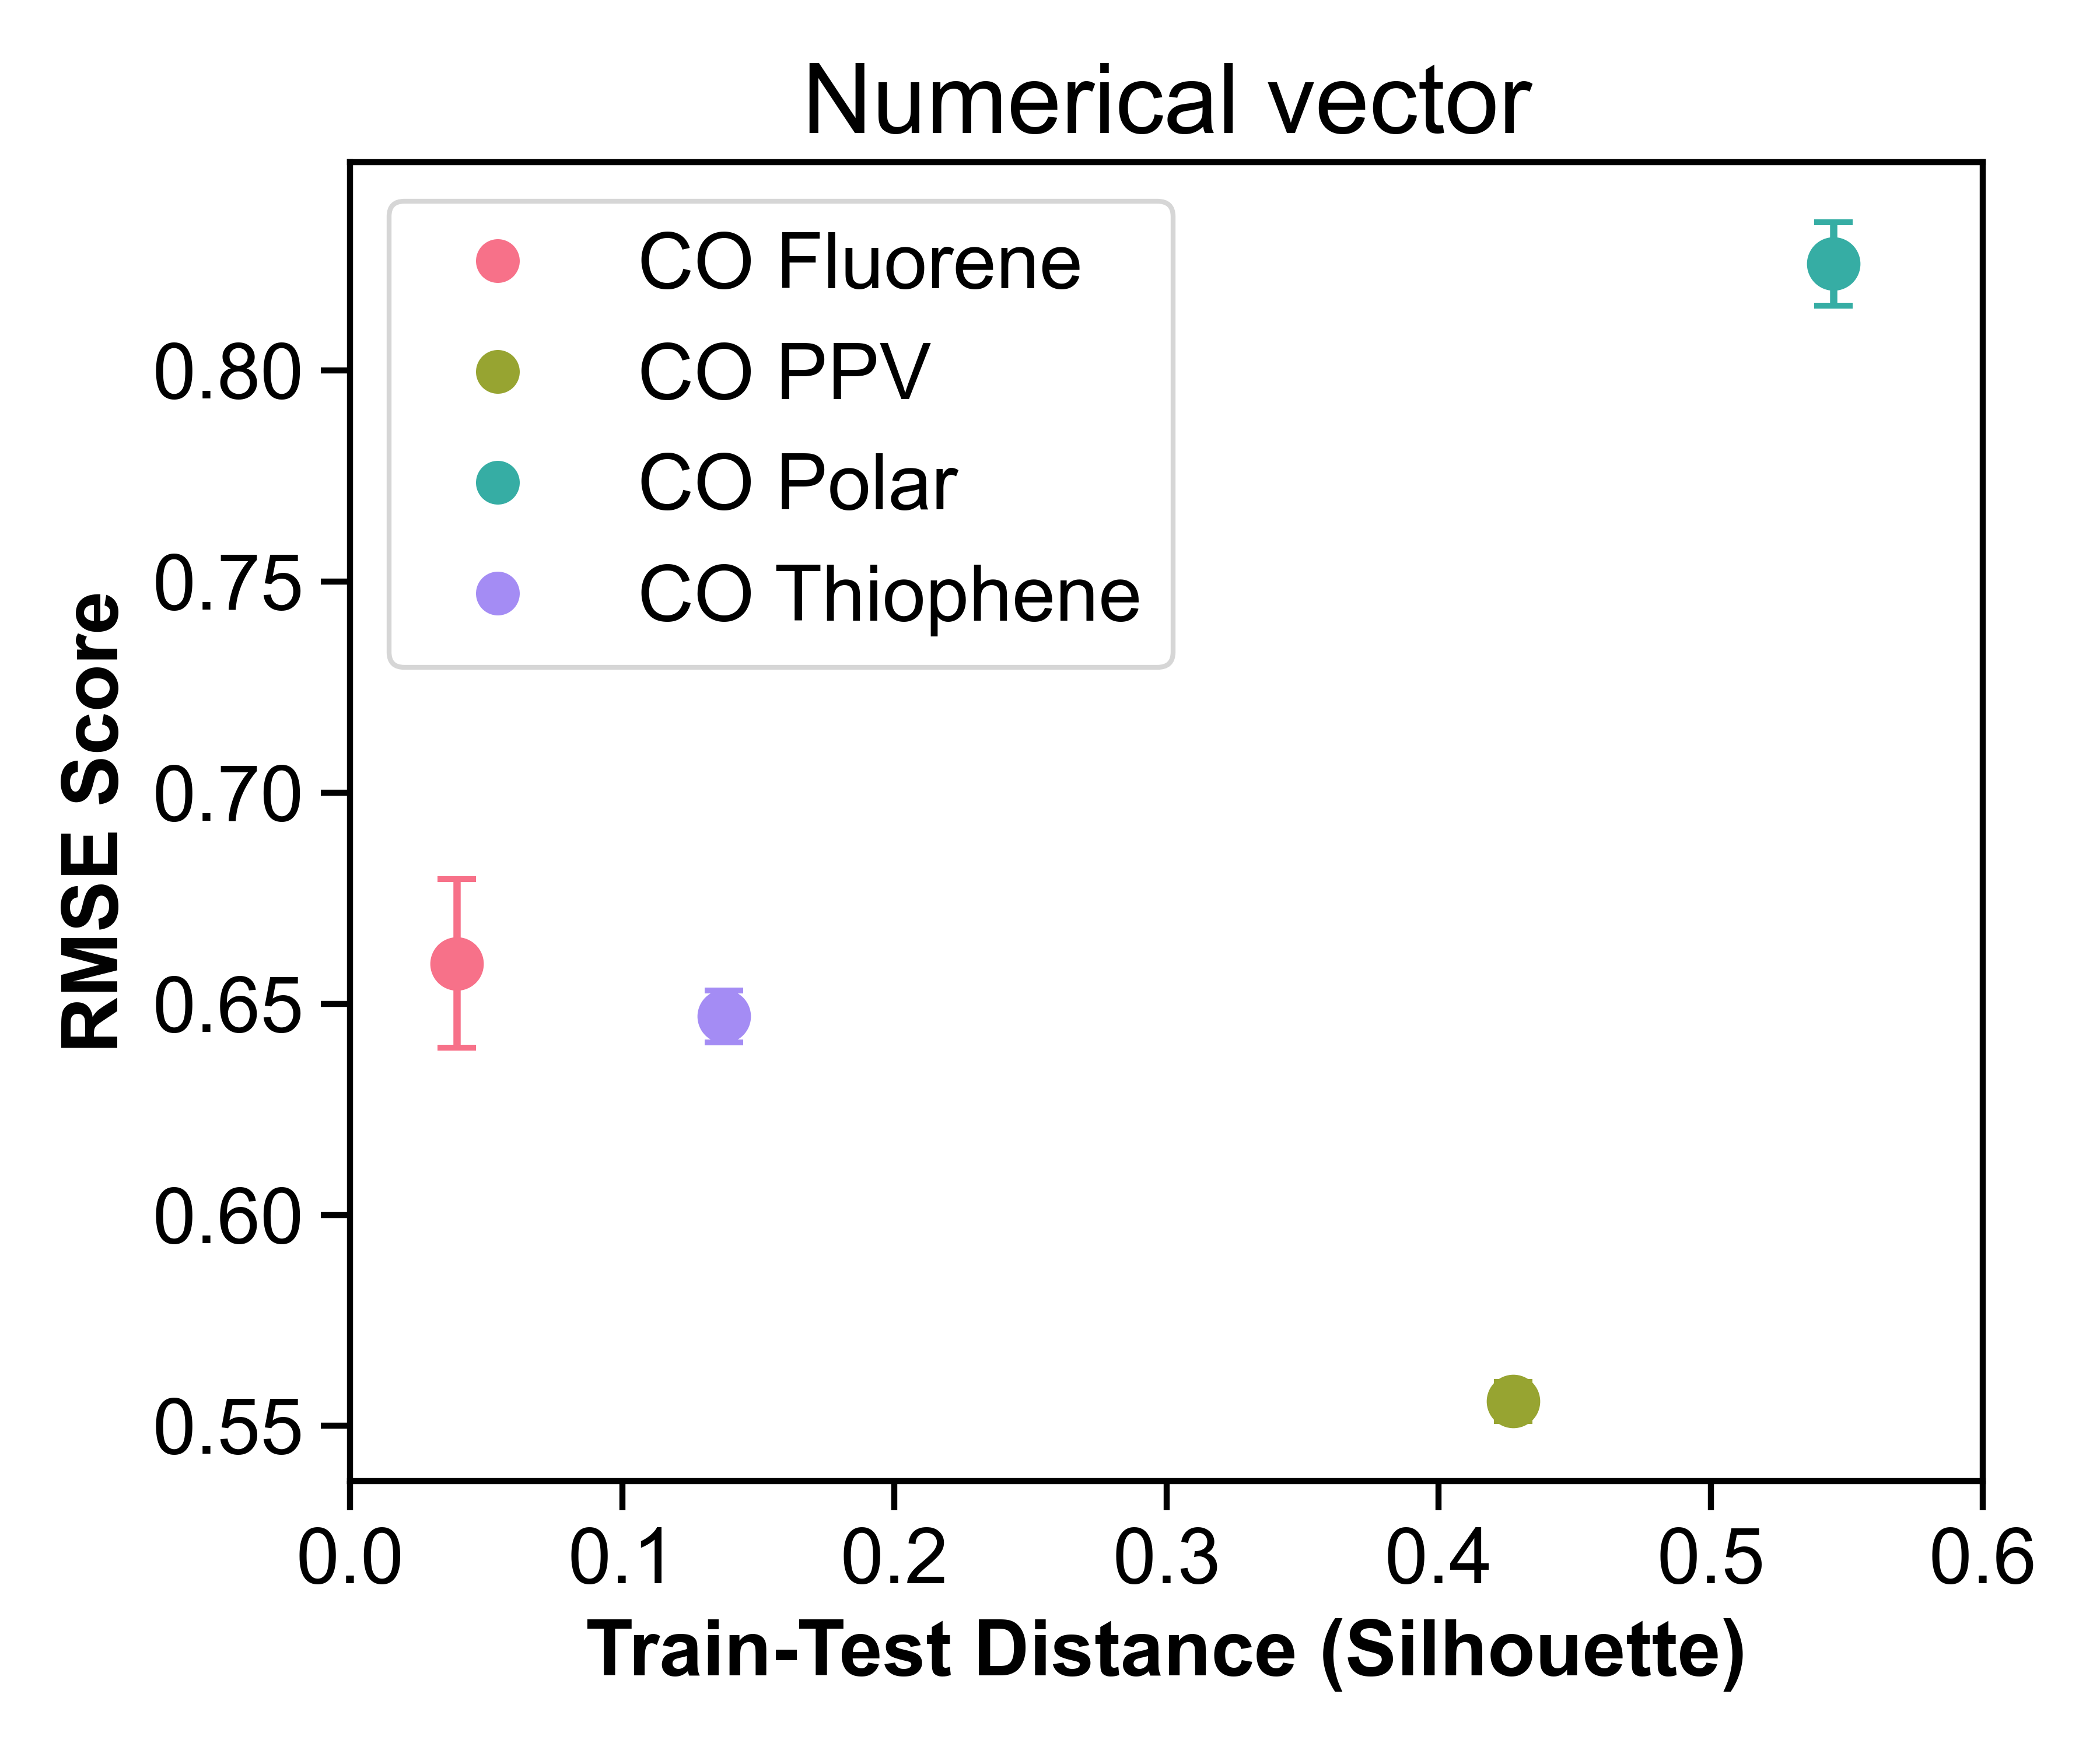 Numerical vector
CO Fluorene
CO PPV
CO Polar
CO Thiophene
RMSE Score
0.80
0.75
0.70
0.65
0.60
0.55
0.0 0.1 0.2 0.3 0.4 0.5 0.6
Train-Test Distance (Silhouette)